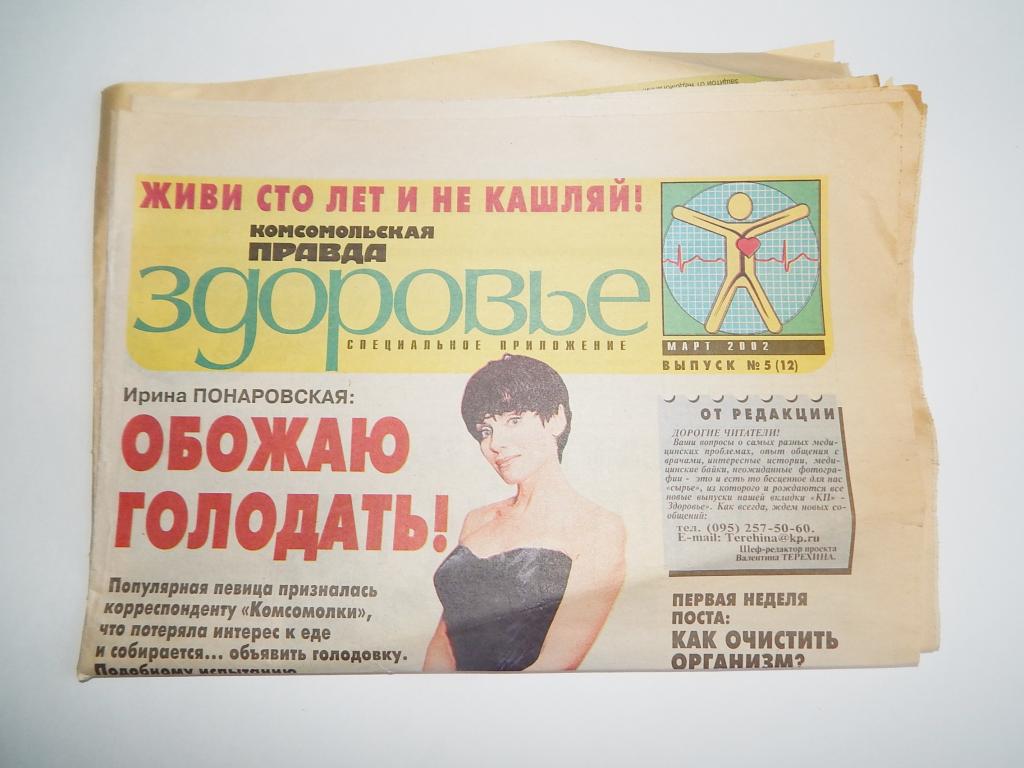 ЖИВИ СТО ЛЕТ И НЕ КАШЛЯЙ!
КОМСОМОЛЬСКАЯ
ПРАВДА
здоровье
СПЕЦИАЛЬНОЕ ПРИЛОЖЕНИЕ
МАРТ 2002
ВЫПУСК №5 (12)
Ирина ПОНАРОВСКАЯ:
ОБОЖАЮ
ГОЛОДАТЬ!
Популярная певица призналась
корреспонденту «Комсомолки»,
что потеряла интерес к еде
и собирается... объявить голодовку.
Подобному испытанию
ОТ РЕДАКЦИИ
ДОРОГИЕ ЧИТАТЕЛИ!
Ваши вопросы о самых разных меди-
цинских проблемах, опыт общения с
врачами, интересные истории, меди-
цинские байки, неожиданные фотогра-
фии - это и есть то бесценное для нас
«сырье», из которого и рождаются все
новые выпуски нашей вкладки «КП» -
Здоровье». Как всегда, ждем новых со-
общений:
тел. (095) 257-50-60.
E-mail: Terehina@kp.ru
Шеф-редактор проекта
Валентина ТЕРЕХИНА.
ПЕРВАЯ НЕДЕЛЯ
ПОСТА:
КАК ОЧИСТИТЬ
ОРГАНИЗМ?